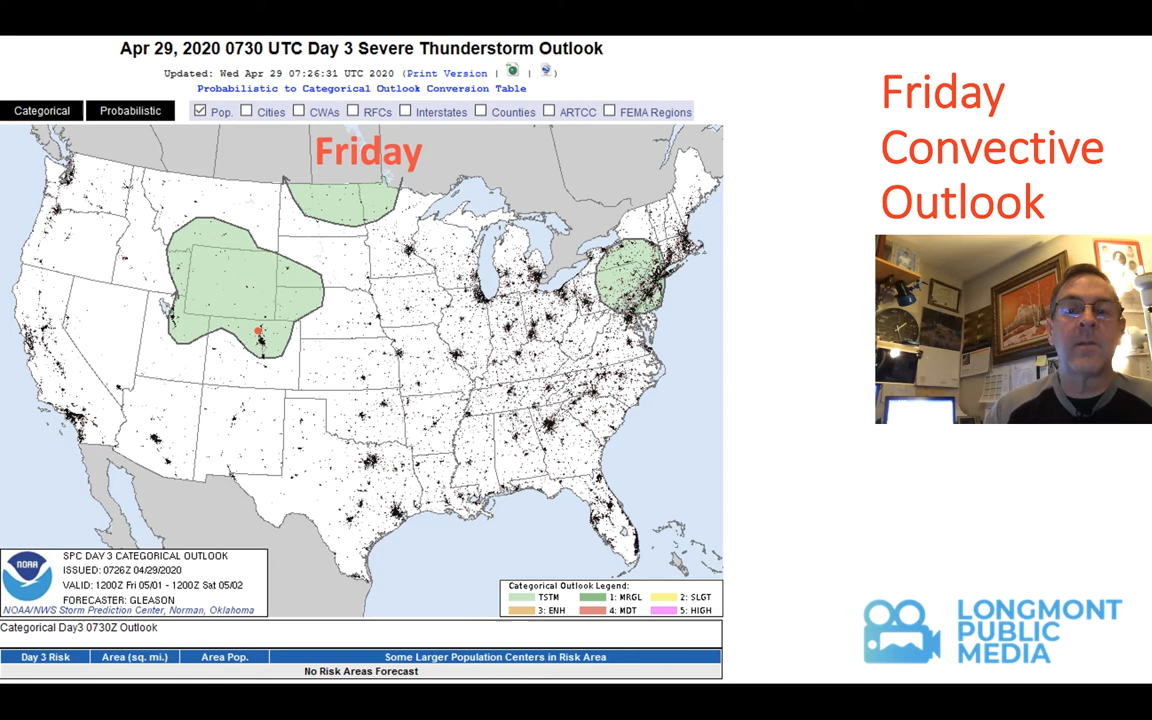 Apr 29, 2020 0730 UTC Day 3 Severe Thunderstorm Outlook
Updated: Wed Apr 29 07:26:31 UTC 2020 (Print Version | | )
Probabilistic to Categorical Outlook Conversion Table
Categorical Probabilistic Pop. Cities CWAs RFCs Interstates Counties ARTCC FEMA Regions
Friday
Friday
Convective
Outlook
SPC DAY 3 CATEGORICAL OUTLOOK
ISSUED: 0726Z 04/29/2020
VALID: 1200Z Fri 05/01 - 1200Z Sat 05/02
FORECASTER: GLEASON
NOAA/NWS Storm Prediction Center, Norman, Oklahoma
NOAA
Categorical Outlook Legend:
TSTM 1: MRGL 2: SLGT
3: ENH 4: MDT 5: HIGH
Categorical Day3 0730Z Outlook
Day 3 Risk Area (sq. mi.) Area Pop. Some Larger Population Centers in Risk Area
No Risk Areas Forecast
LONGMONT
PUBLIC
MEDIA